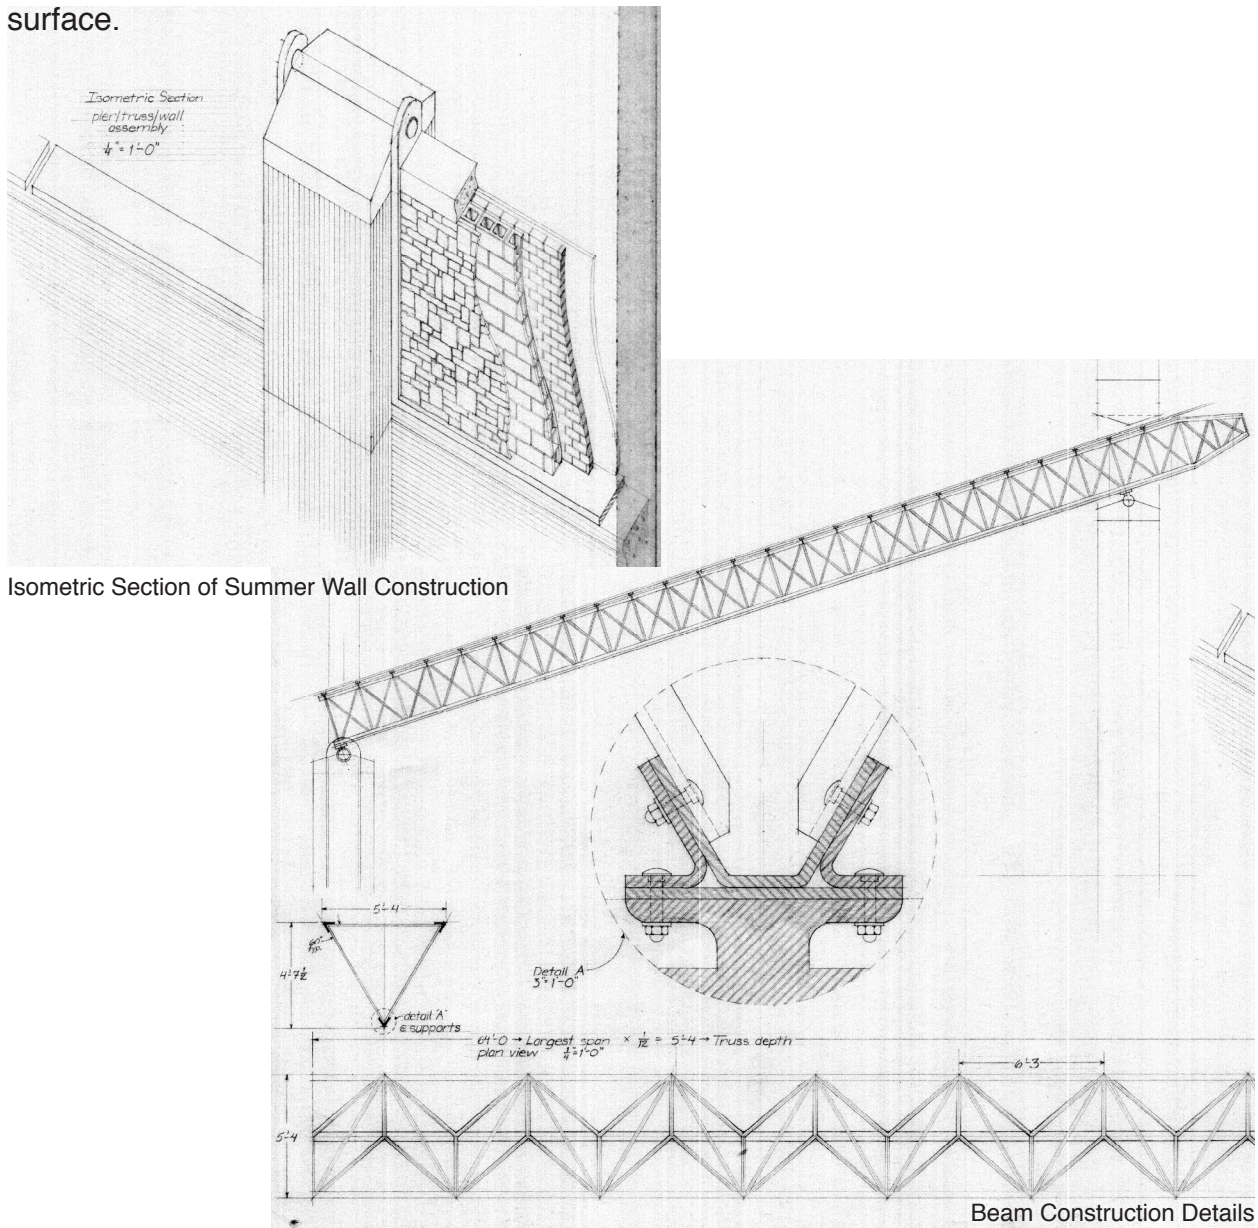 surface.
Isometric Section
pier/truss/wall
assembly
¼" = 1'-0"
Isometric Section of Summer Wall Construction
5'-4
60°
typ.
4'-7½
detail 'A'
@ supports
Detail A
3"=1'-0"
64'-0 → Largest span × 1/12 = 5'-4 → Truss depth
plan view ¼"=1'-0"
6'-3
5'-4
Beam Construction Details